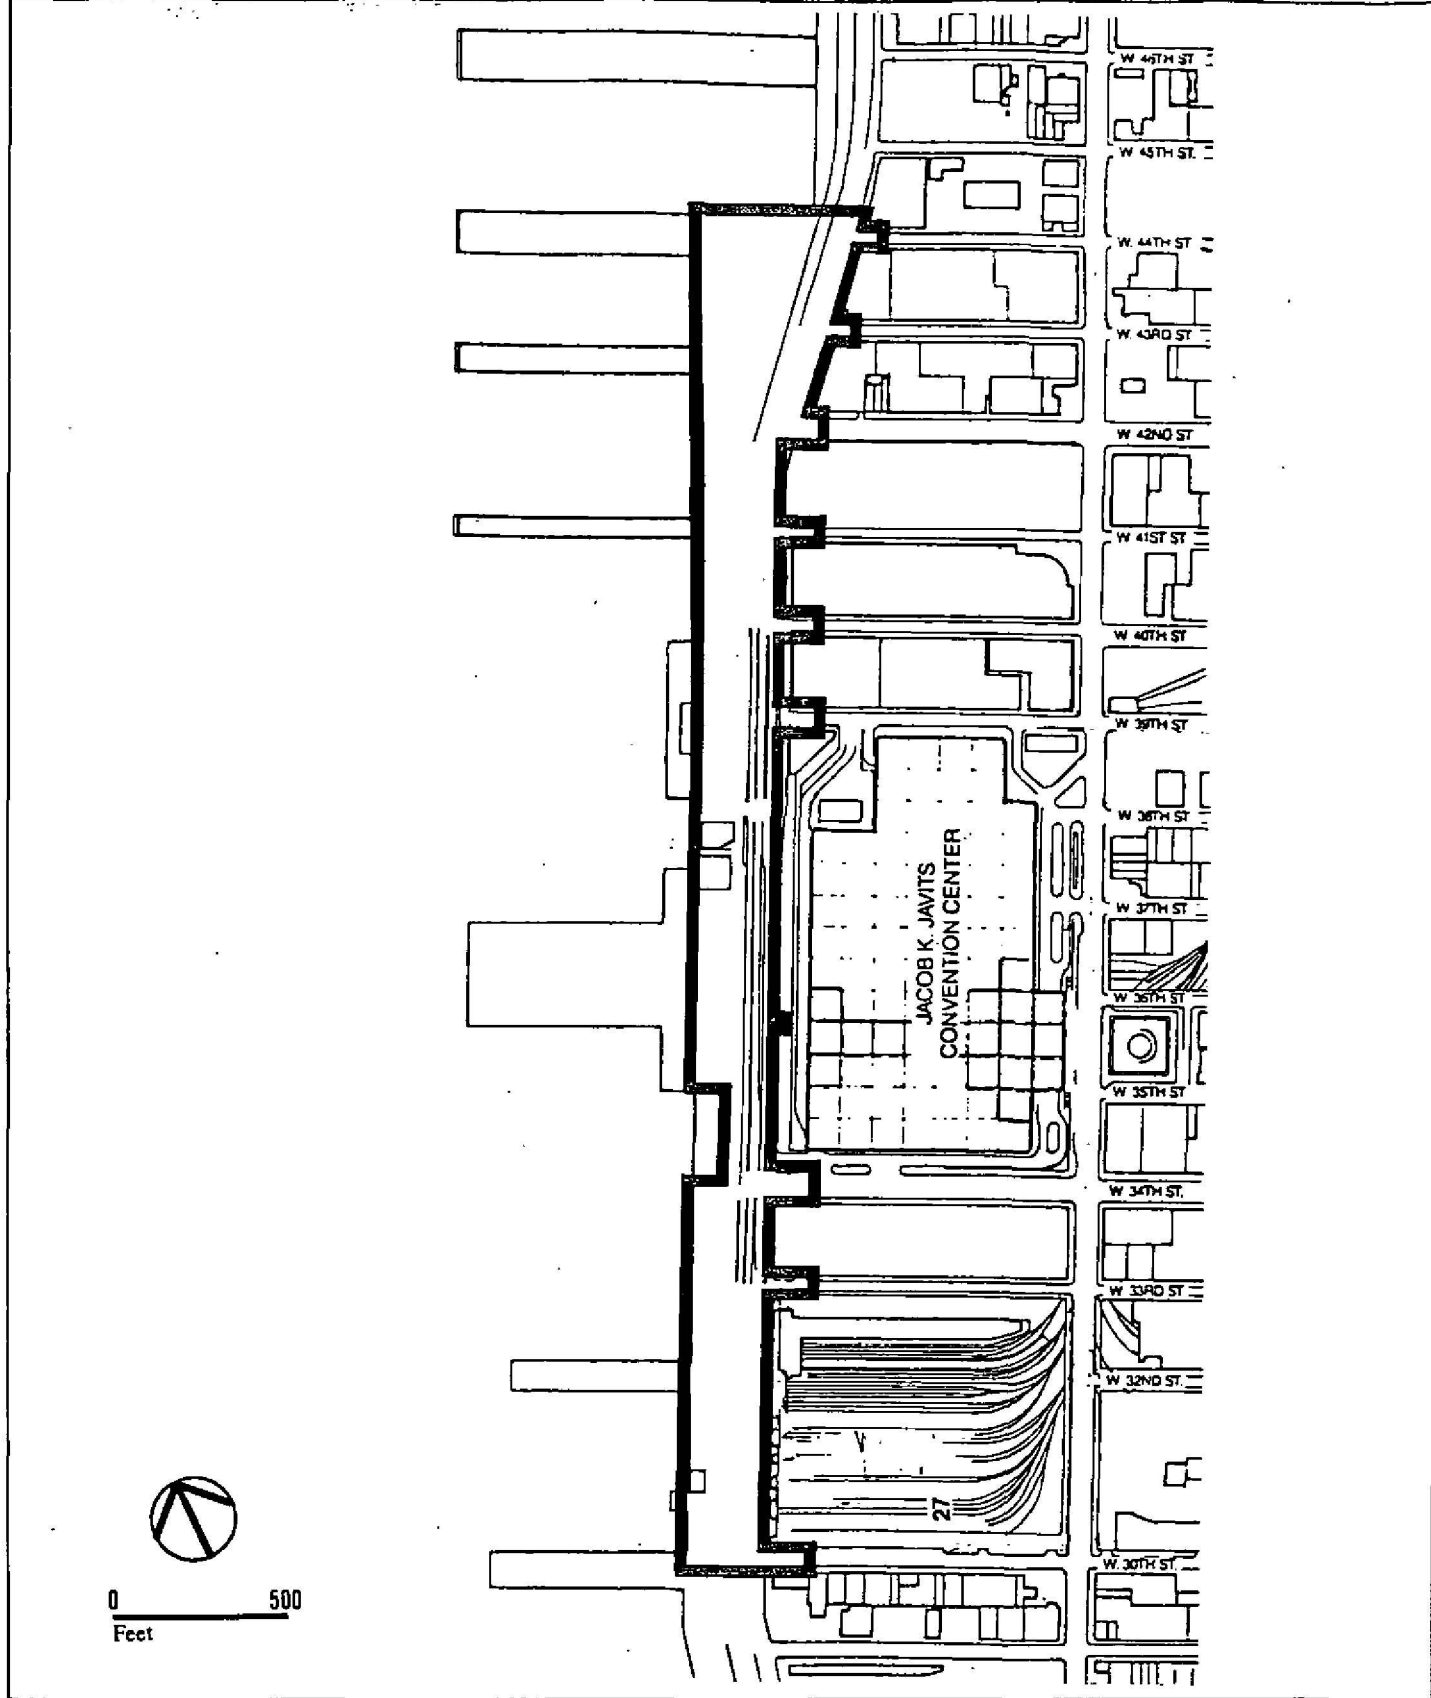 W 46TH ST
W 45TH ST.
W. 44TH ST
W. 43RD ST
W 42ND ST
W 41ST ST
W 40TH ST
W 39TH ST
W 38TH ST
W 37TH ST
W 36TH ST
W 35TH ST
W 34TH ST.
W 33RD ST
W 32ND ST.
W. 30TH ST.
JACOB K. JAVITS
CONVENTION CENTER
27
0 500
Feet